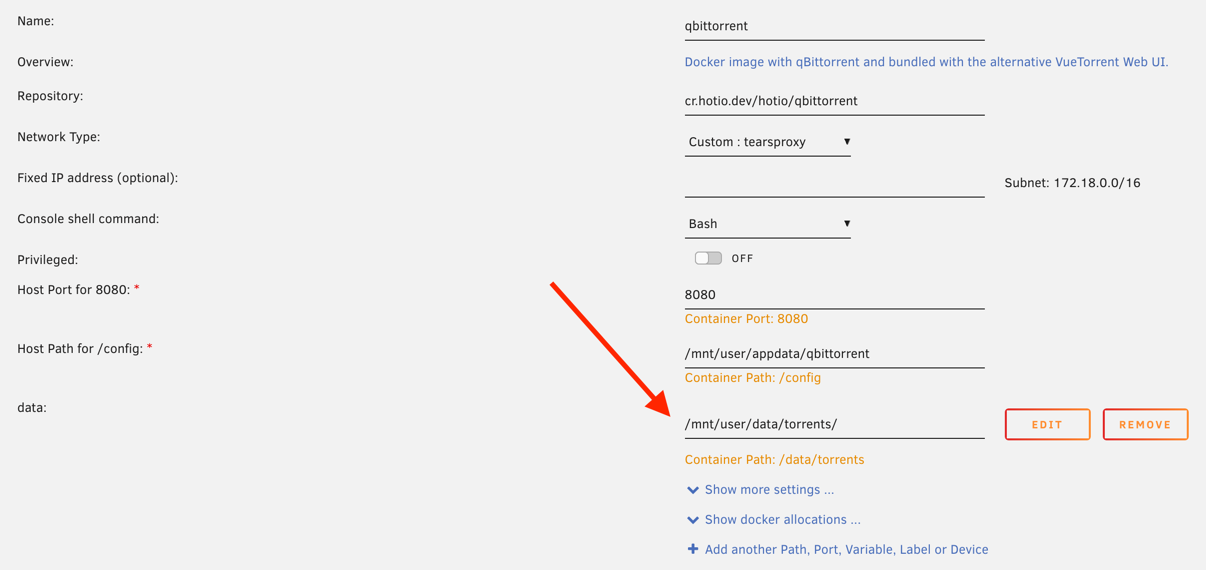 Name:
qbittorrent
Overview:
Docker image with qBittorrent and bundled with the alternative VueTorrent Web UI.
Repository:
cr.hotio.dev/hotio/qbittorrent
Network Type:
Custom : tearsproxy
Fixed IP address (optional):
Subnet: 172.18.0.0/16
Console shell command:
Bash
Privileged:
OFF
Host Port for 8080: *
8080
Container Port: 8080
Host Path for /config: *
/mnt/user/appdata/qbittorrent
Container Path: /config
data:
/mnt/user/data/torrents/
EDIT
REMOVE
Container Path: /data/torrents
Show more settings ...
Show docker allocations ...
Add another Path, Port, Variable, Label or Device